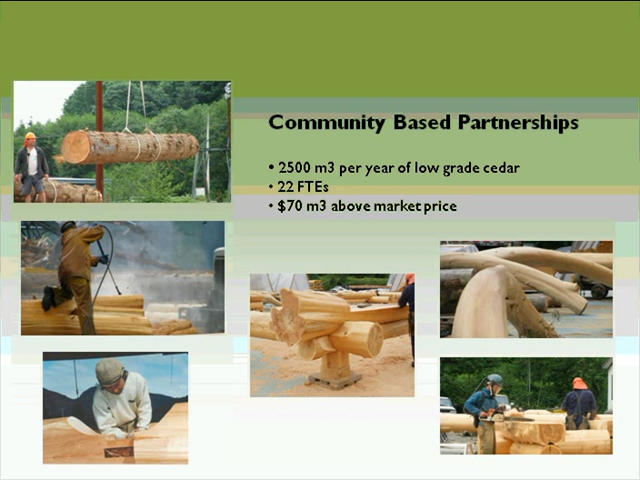 Community Based Partnerships
• 2500 m3 per year of low grade cedar
• 22 FTEs
• $70 m3 above market price